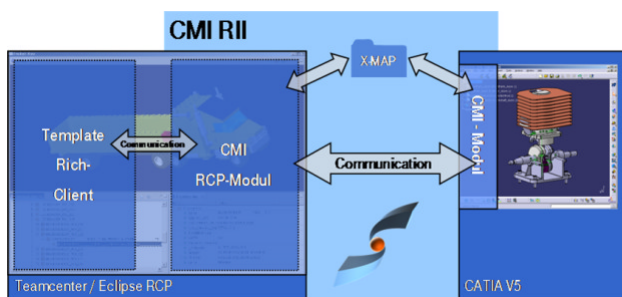 CMI RII
X-MAP
Template
Rich-
Client
Communication
CMI
RCP-Modul
Communication
CMI - Modul
Teamcenter / Eclipse RCP
CATIA V5